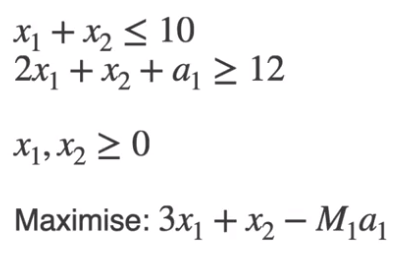 x₁ + x₂ ≤ 10
2x₁ + x₂ + a₁ ≥ 12
x₁, x₂ ≥ 0
Maximise: 3x₁ + x₂ − M₁a₁